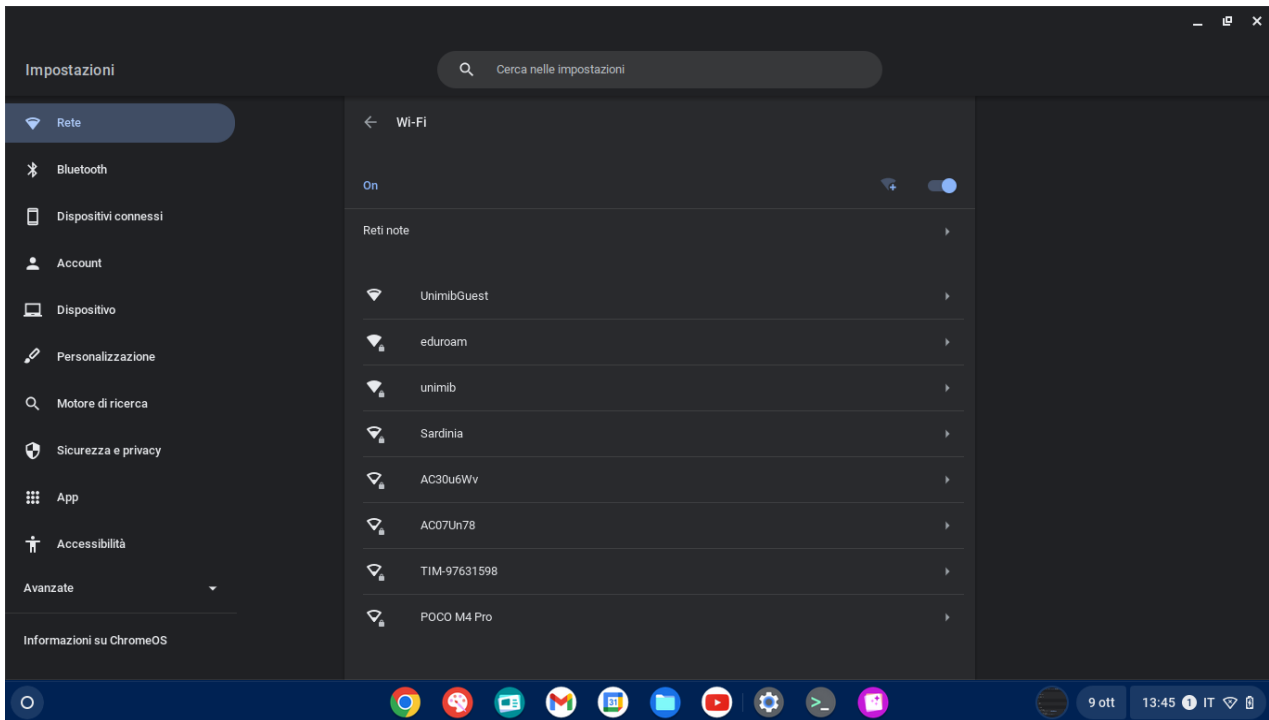 Impostazioni
Cerca nelle impostazioni
Rete
Bluetooth
Dispositivi connessi
Account
Dispositivo
Personalizzazione
Motore di ricerca
Sicurezza e privacy
App
Accessibilità
Avanzate
Informazioni su ChromeOS
Wi-Fi
On
Reti note
UnimibGuest
eduroam
unimib
Sardinia
AC30u6Wv
AC07Un78
TIM-97631598
POCO M4 Pro
31
>_
9 ott
13:45 1 IT